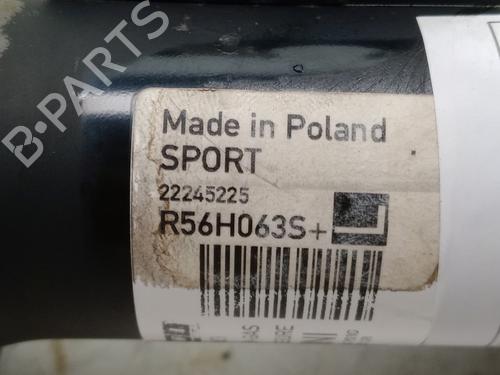 B-PARTS
Made in Poland
SPORT
22245225
R56H063S+ L